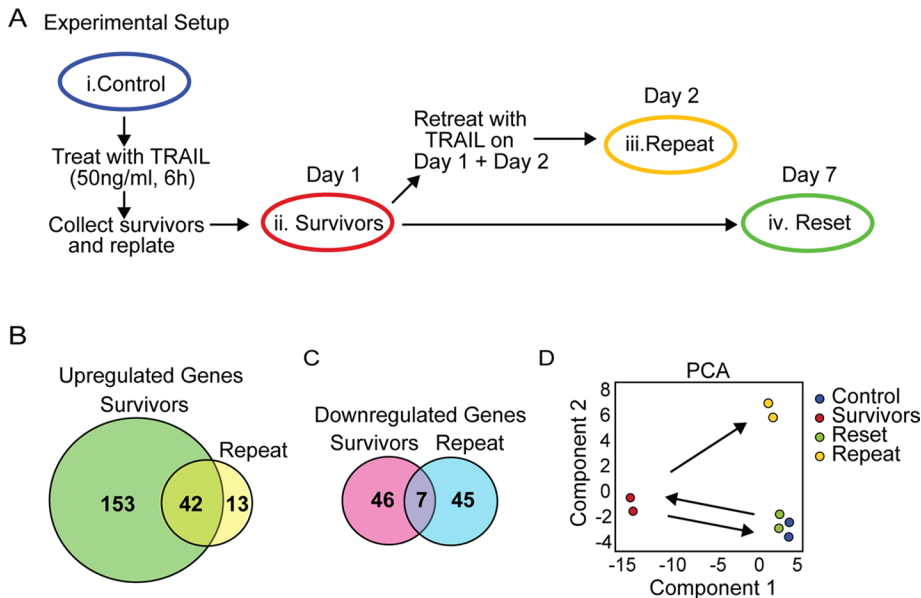 A Experimental Setup
i.Control
Treat with TRAIL
(50ng/ml, 6h)
Collect survivors
and replate
Day 1
ii. Survivors
Retreat with
TRAIL on
Day 1 + Day 2
Day 2
iii.Repeat
Day 7
iv. Reset
B
Upregulated Genes
Survivors
Repeat
153 42 13
C
Downregulated Genes
Survivors Repeat
46 7 45
D
PCA
Component 2
8
6
4
2
0
-2
-4
-15 -10 -5 0 5
Component 1
Control
Survivors
Reset
Repeat